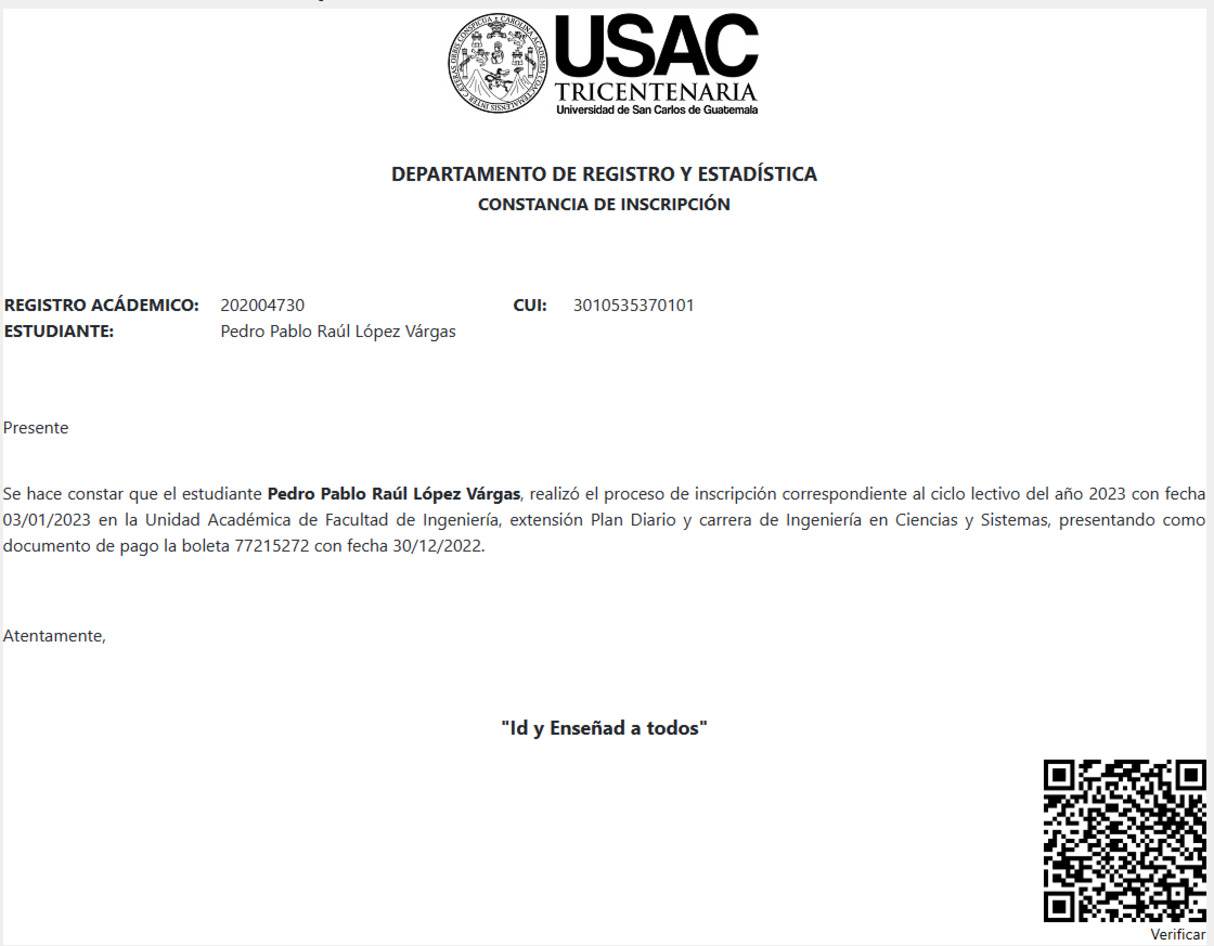 USAC
TRICENTENARIA
Universidad de San Carlos de Guatemala
DEPARTAMENTO DE REGISTRO Y ESTADÍSTICA
CONSTANCIA DE INSCRIPCIÓN
REGISTRO ACÁDEMICO: 202004730 CUI: 3010535370101
ESTUDIANTE: Pedro Pablo Raúl López Várgas
Presente
Se hace constar que el estudiante Pedro Pablo Raúl López Várgas, realizó el proceso de inscripción correspondiente al ciclo lectivo del año 2023 con fecha
03/01/2023 en la Unidad Académica de Facultad de Ingeniería, extensión Plan Diario y carrera de Ingeniería en Ciencias y Sistemas, presentando como
documento de pago la boleta 77215272 con fecha 30/12/2022.
Atentamente,
"Id y Enseñad a todos"
Verificar